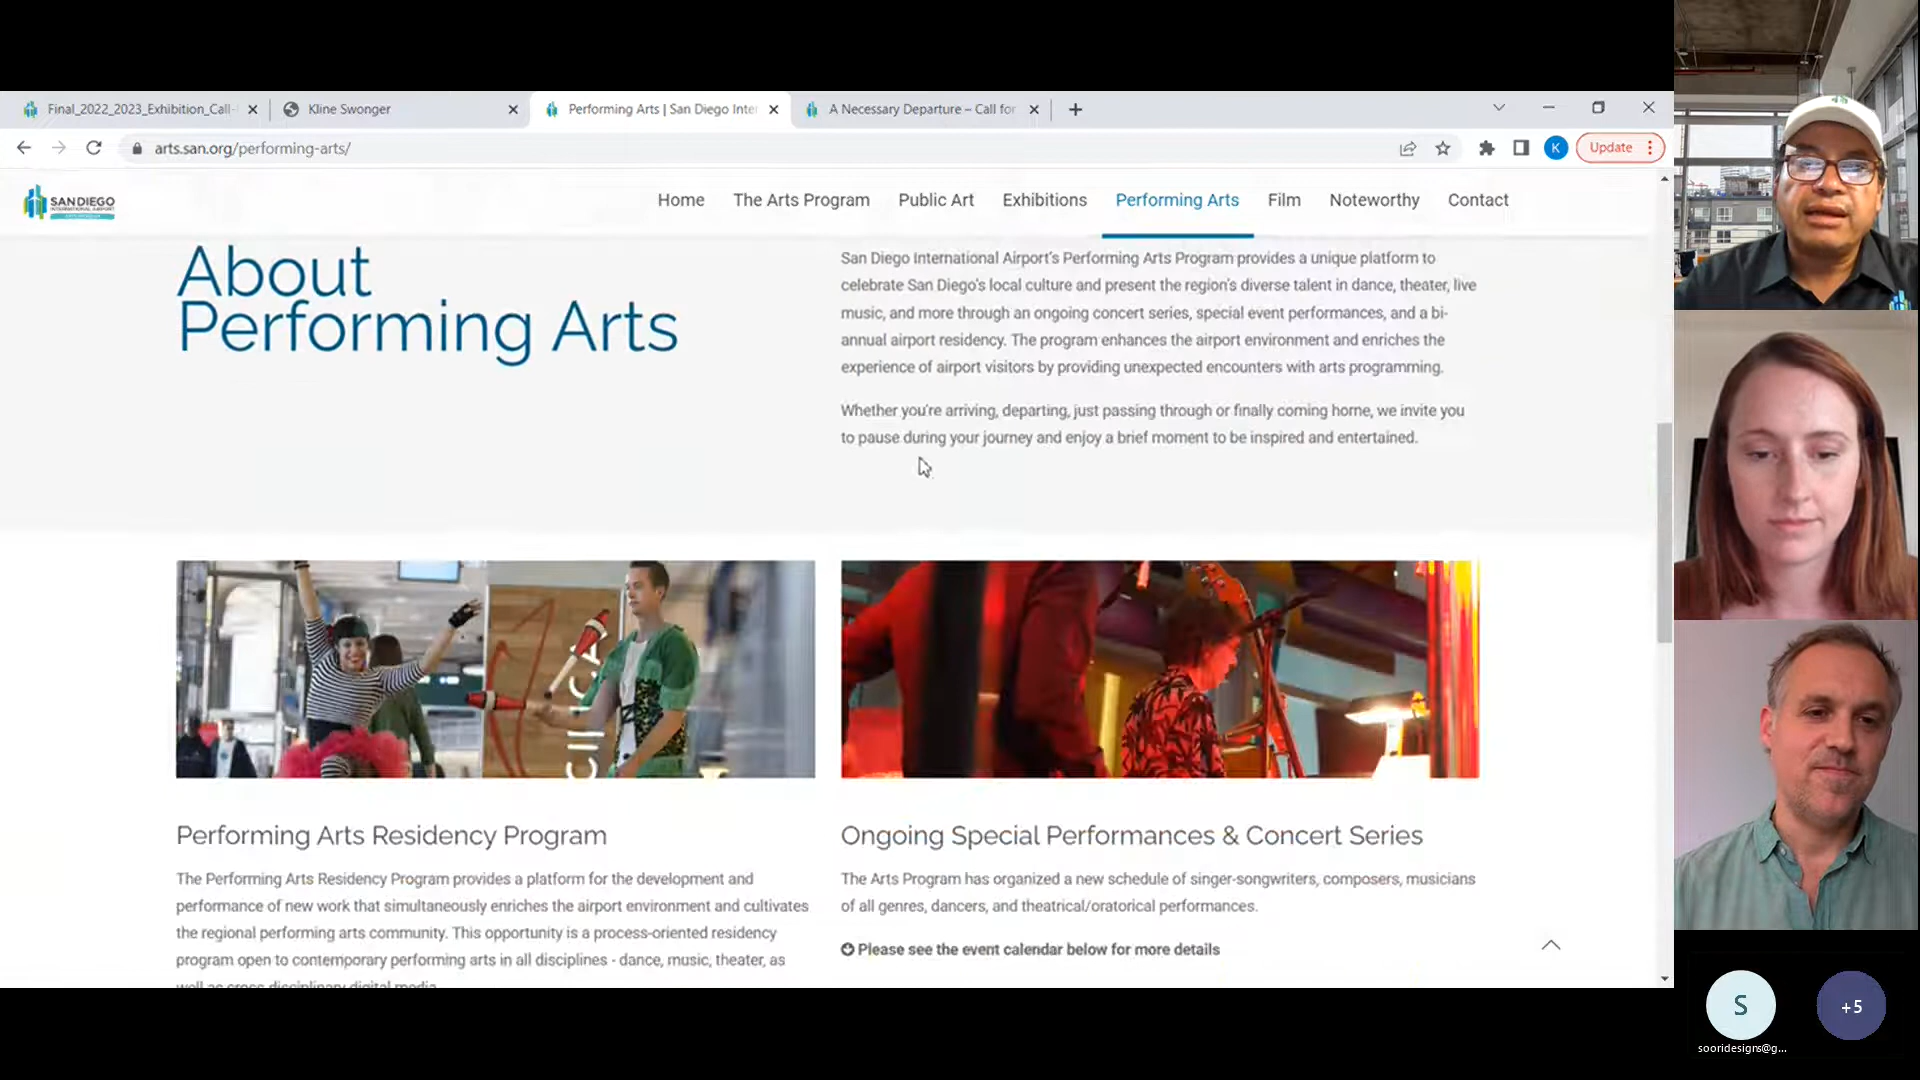 Final_2022_2023_Exhibition_Call-
Kline Swonger
Performing Arts | San Diego Inter
A Necessary Departure – Call for
arts.san.org/performing-arts/
K
Update
SAN DIEGO
INTERNATIONAL AIRPORT
Home
The Arts Program
Public Art
Exhibitions
Performing Arts
Film
Noteworthy
Contact
About
Performing Arts
San Diego International Airport's Performing Arts Program provides a unique platform to
celebrate San Diego's local culture and present the region's diverse talent in dance, theater, live
music, and more through an ongoing concert series, special event performances, and a bi-
annual airport residency. The program enhances the airport environment and enriches the
experience of airport visitors by providing unexpected encounters with arts programming.
Whether you're arriving, departing, just passing through or finally coming home, we invite you
to pause during your journey and enjoy a brief moment to be inspired and entertained.
Performing Arts Residency Program
The Performing Arts Residency Program provides a platform for the development and
performance of new work that simultaneously enriches the airport environment and cultivates
the regional performing arts community. This opportunity is a process-oriented residency
program open to contemporary performing arts in all disciplines - dance, music, theater, as
well as cross disciplinary digital media.
Ongoing Special Performances & Concert Series
The Arts Program has organized a new schedule of singer-songwriters, composers, musicians
of all genres, dancers, and theatrical/oratorical performances.
Please see the event calendar below for more details
S
sooridesigns@g...
+5